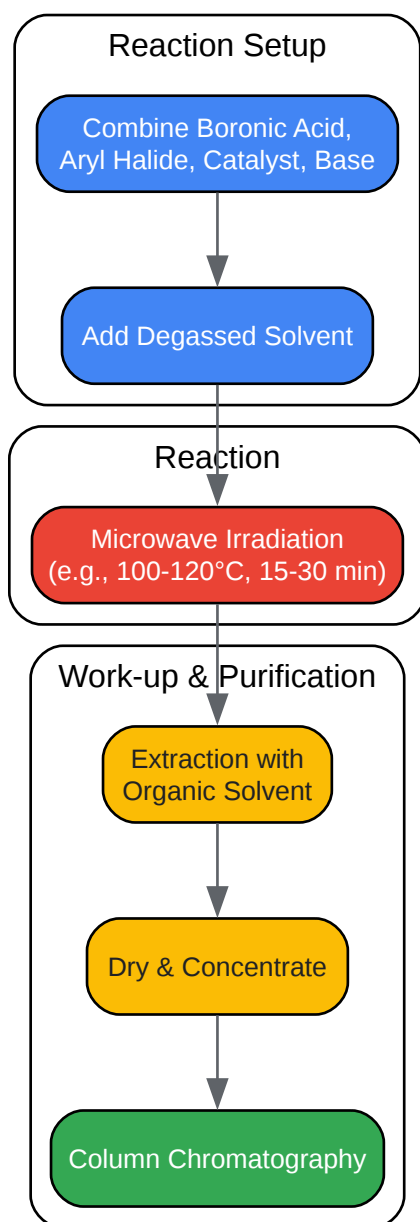 Reaction Setup
Combine Boronic Acid,
Aryl Halide, Catalyst, Base
Add Degassed Solvent
Reaction
Microwave Irradiation
(e.g., 100-120°C, 15-30 min)
Work-up & Purification
Extraction with
Organic Solvent
Dry & Concentrate
Column Chromatography